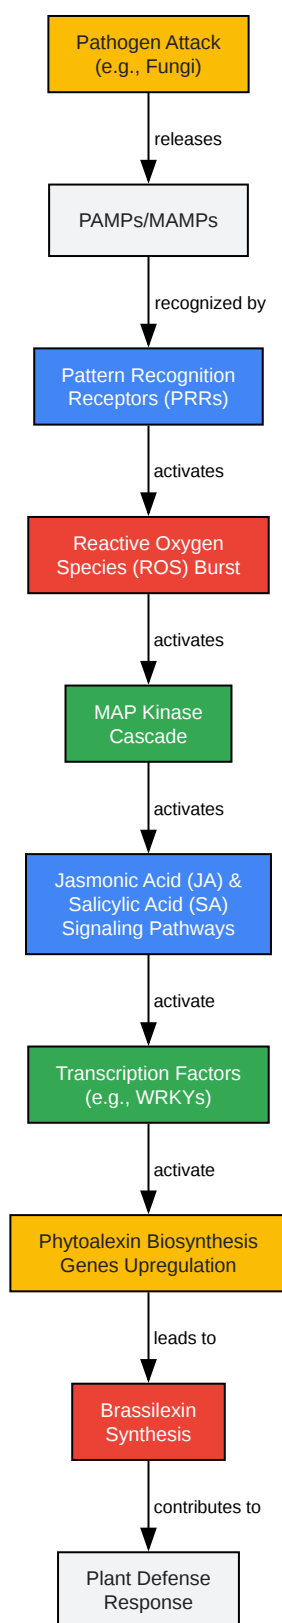 Pathogen Attack
(e.g., Fungi)
releases
PAMPs/MAMPs
recognized by
Pattern Recognition
Receptors (PRRs)
activates
Reactive Oxygen
Species (ROS) Burst
activates
MAP Kinase
Cascade
activates
Jasmonic Acid (JA) &
Salicylic Acid (SA)
Signaling Pathways
activate
Transcription Factors
(e.g., WRKYs)
activate
Phytoalexin Biosynthesis
Genes Upregulation
leads to
Brassilexin
Synthesis
contributes to
Plant Defense
Response